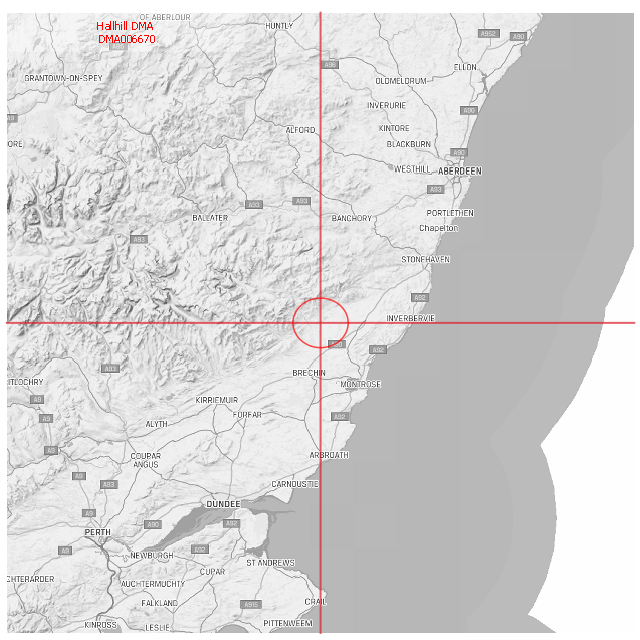 OF ABERLOUR
Hallhill DMA
DMA006670
HUNTLY
A952
A90
A96
ELLON
GRANTOWN-ON-SPEY
OLDMELDRUM
INVERURIE
A90
KINTORE
ALFORD
ORE
BLACKBURN
A90
WESTHILL
ABERDEEN
A93
A93
A93
BALLATER
BANCHORY
PORTLETHEN
Chapelton
A93
STONEHAVEN
A92
INVERBERVIE
A90
A92
ITLOCHRY
A93
BRECHIN
MONTROSE
A9
KIRRIEMUIR
A9
FORFAR
A92
ALYTH
A9
COUPAR
ANGUS
ARBROATH
A9
A93
CARNOUSTIE
DUNDEE
A9
A90
A92
PERTH
A9
NEWBURGH
A92
ST ANDREWS
CHTERARDER
CUPAR
AUCHTERMUCHTY
FALKLAND
A915
CRAIL
KINROSS
LESLIE
PITTENWEEM